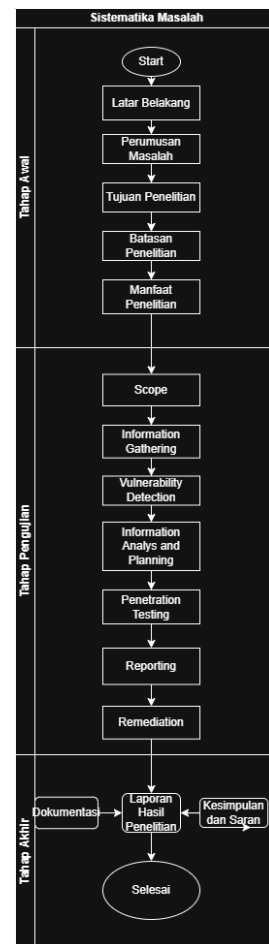 Sistematika Masalah
Tahap Awal
Start
Latar Belakang
Perumusan
Masalah
Tujuan Penelitian
Batasan
Penelitian
Manfaat
Penelitian
Tahap Pengujian
Scope
Information
Gathering
Vulnerability
Detection
Information
Analys and
Planning
Penetration
Testing
Reporting
Remediation
Tahap Akhir
Dokumentasi
Laporan
Hasil
Penelitian
Kesimpulan
dan Saran
Selesai